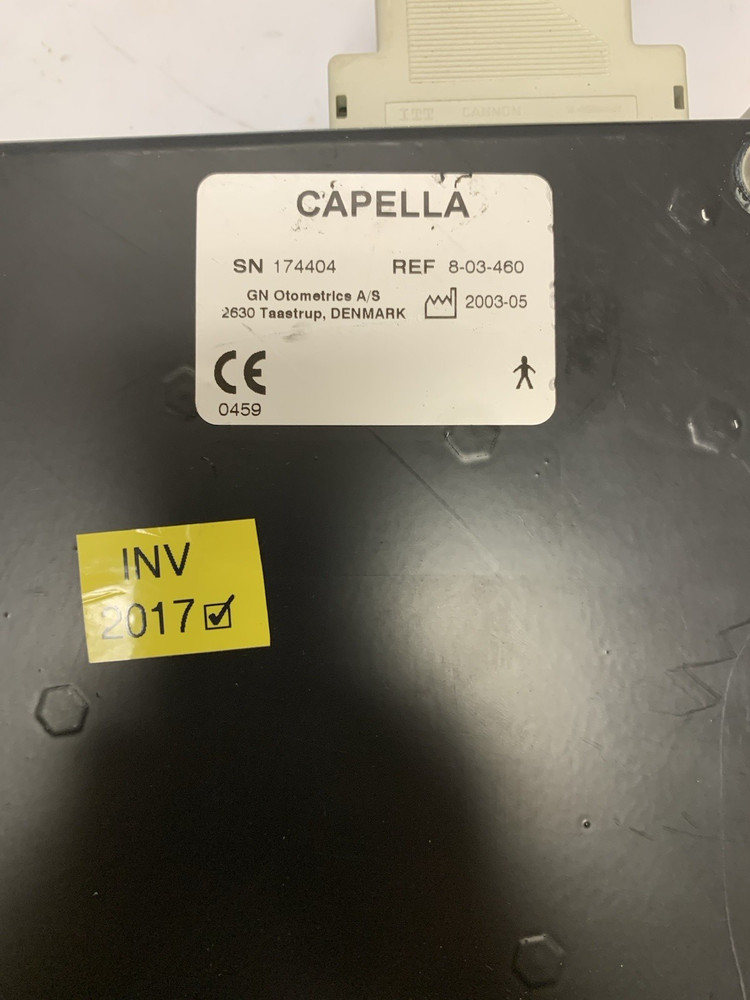 ITT CANNON
CAPELLA
SN 174404 REF 8-03-460
GN Otometrics A/S
2630 Taastrup, DENMARK
2003-05
CE
0459
INV
2017 ☑